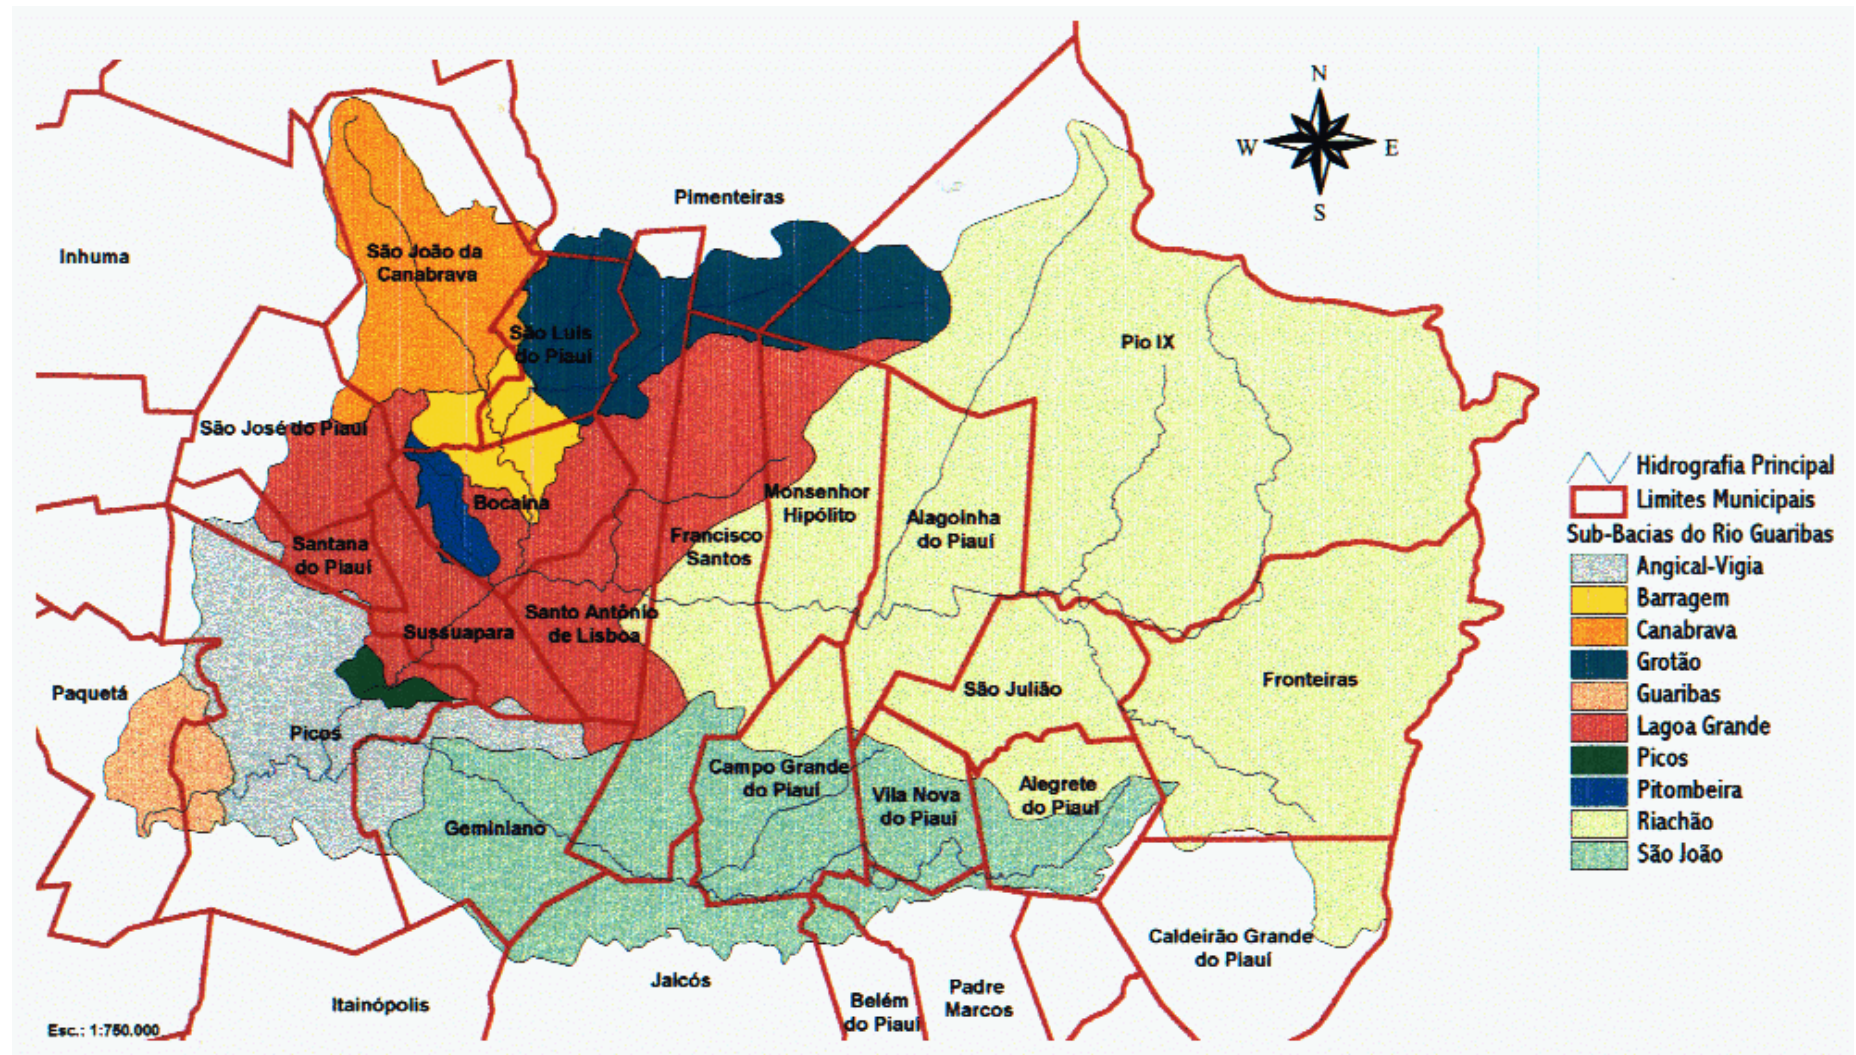 N
W
E
S
Pimenteiras
São João da
Canabrava
Inhuma
São Luis
do Piauí
Pio IX
São José do Piauí
Bocaina
Monsenhor
Hipólito
Alagoinha
do Piauí
Francisco
Santos
Santana
do Piauí
Santo Antônio
de Lisboa
Sussuapara
Paquetá
São Julião
Fronteiras
Picos
Campo Grande
do Piauí
Vila Nova
do Piauí
Alegrete
do Piauí
Geminiano
Caldeirão Grande
do Piauí
Jaicós
Itainópolis
Belém
do Piauí
Padre
Marcos
Esc.: 1:750.000
Hidrografia Principal
Limites Municipais
Sub-Bacias do Rio Guaribas
Angical-Vigia
Barragem
Canabrava
Grotão
Guaribas
Lagoa Grande
Picos
Pitombeira
Riachão
São João